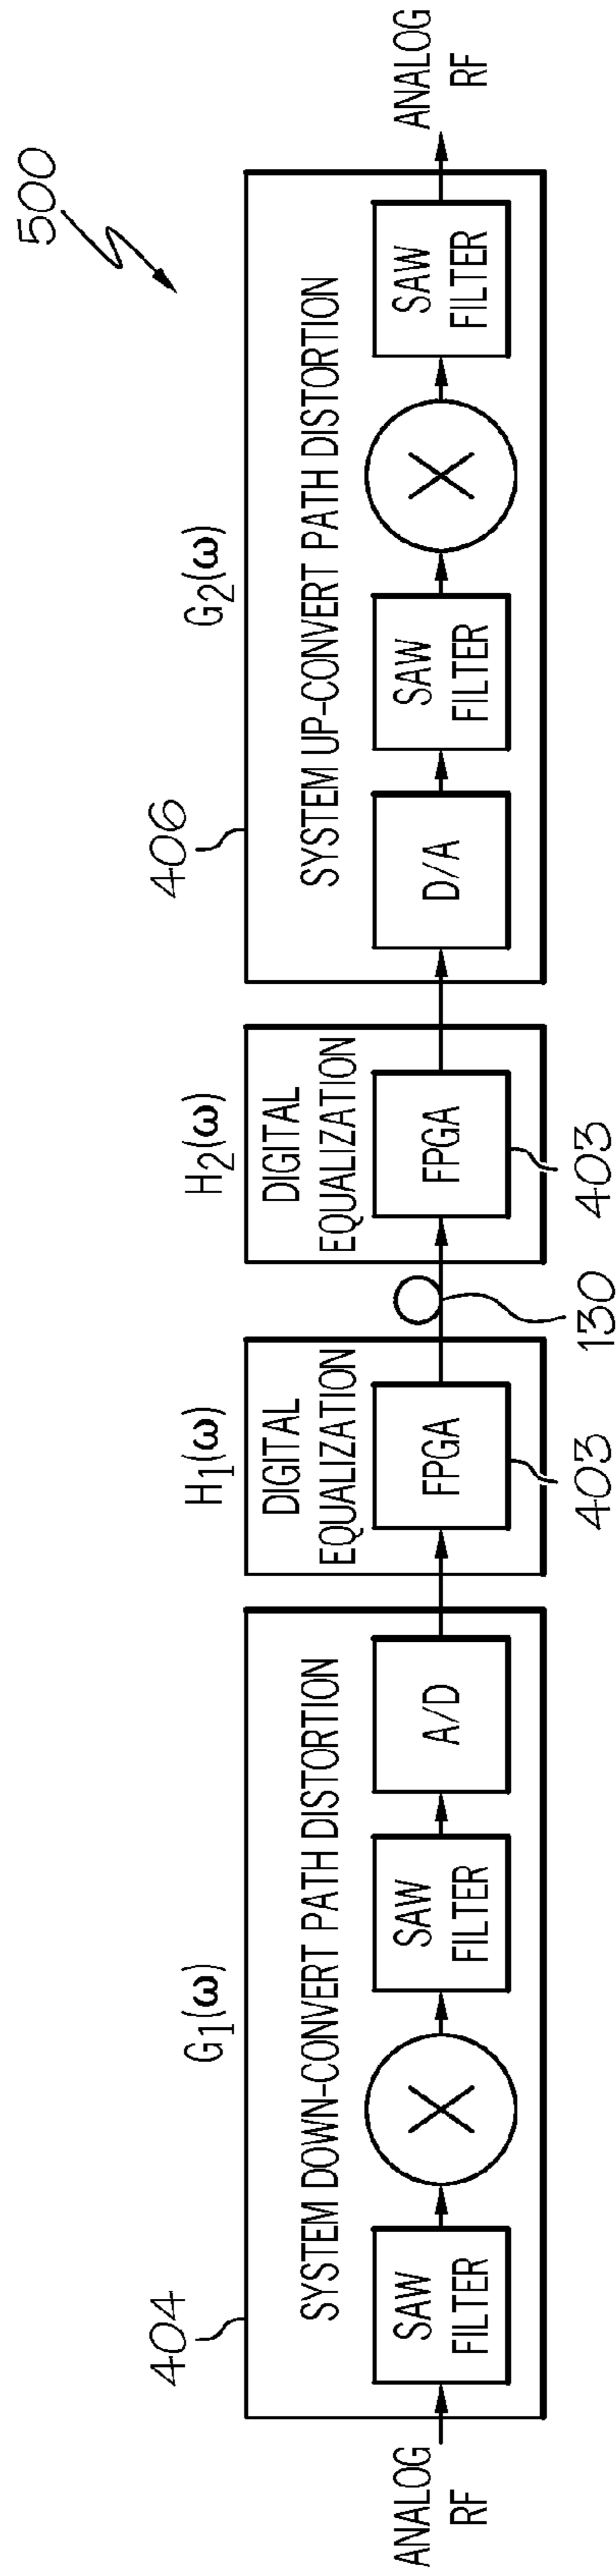 500
G₁(ω)
H₁(ω)
H₂(ω)
G₂(ω)
404
406
SYSTEM DOWN-CONVERT PATH DISTORTION
DIGITAL
EQUALIZATION
DIGITAL
EQUALIZATION
SYSTEM UP-CONVERT PATH DISTORTION
ANALOG
RF
SAW
FILTER
X
SAW
FILTER
A/D
FPGA
FPGA
D/A
SAW
FILTER
X
SAW
FILTER
ANALOG
RF
403
130
403